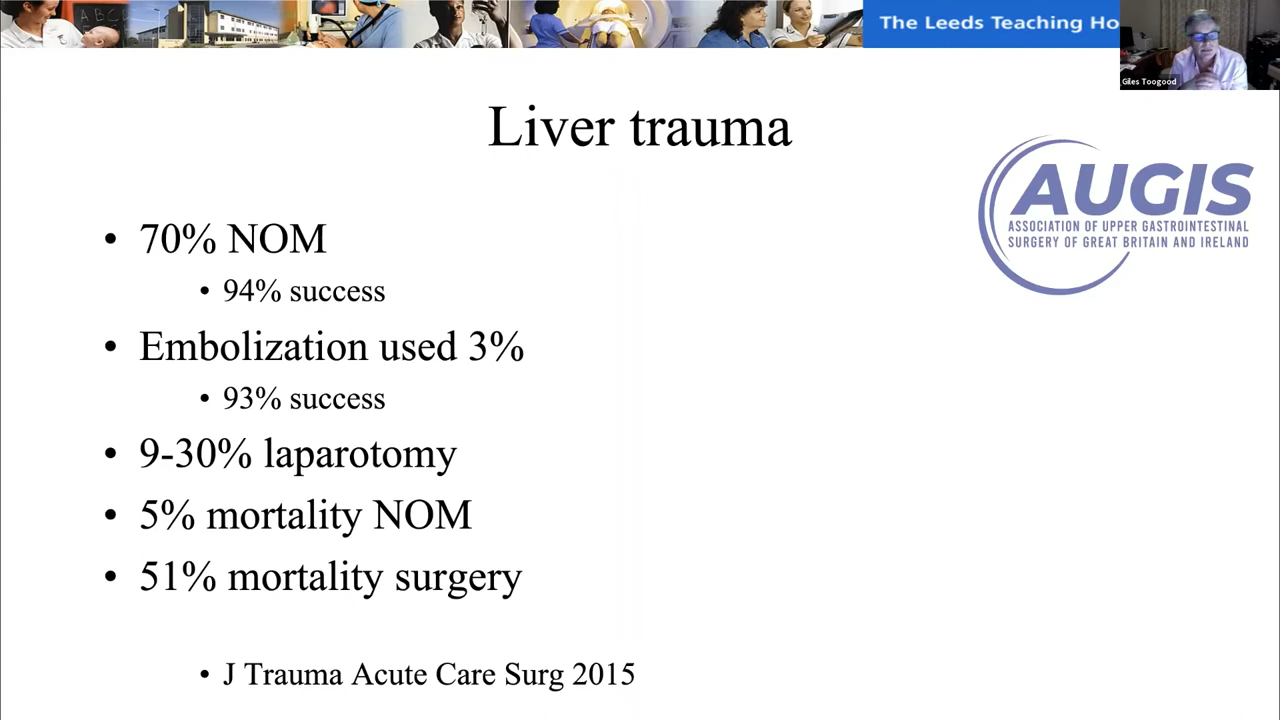 ABC
The Leeds Teaching Ho
Giles Toogood
Liver trauma
AUGIS
ASSOCIATION OF UPPER GASTROINTESTINAL
SURGERY OF GREAT BRITAIN AND IRELAND
• 70% NOM
• 94% success
• Embolization used 3%
• 93% success
• 9-30% laparotomy
• 5% mortality NOM
• 51% mortality surgery
• J Trauma Acute Care Surg 2015